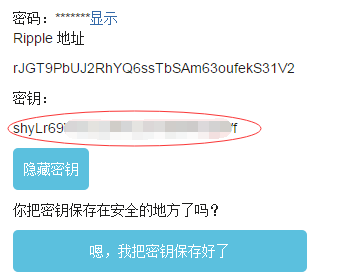 密码：*******显示
Ripple 地址
rJGT9PbUJ2RhYQ6ssTbSAm63oufekS31V2
密钥：
shyLr69
隐藏密钥
你把密钥保存在安全的地方了吗？
嗯，我把密钥保存好了